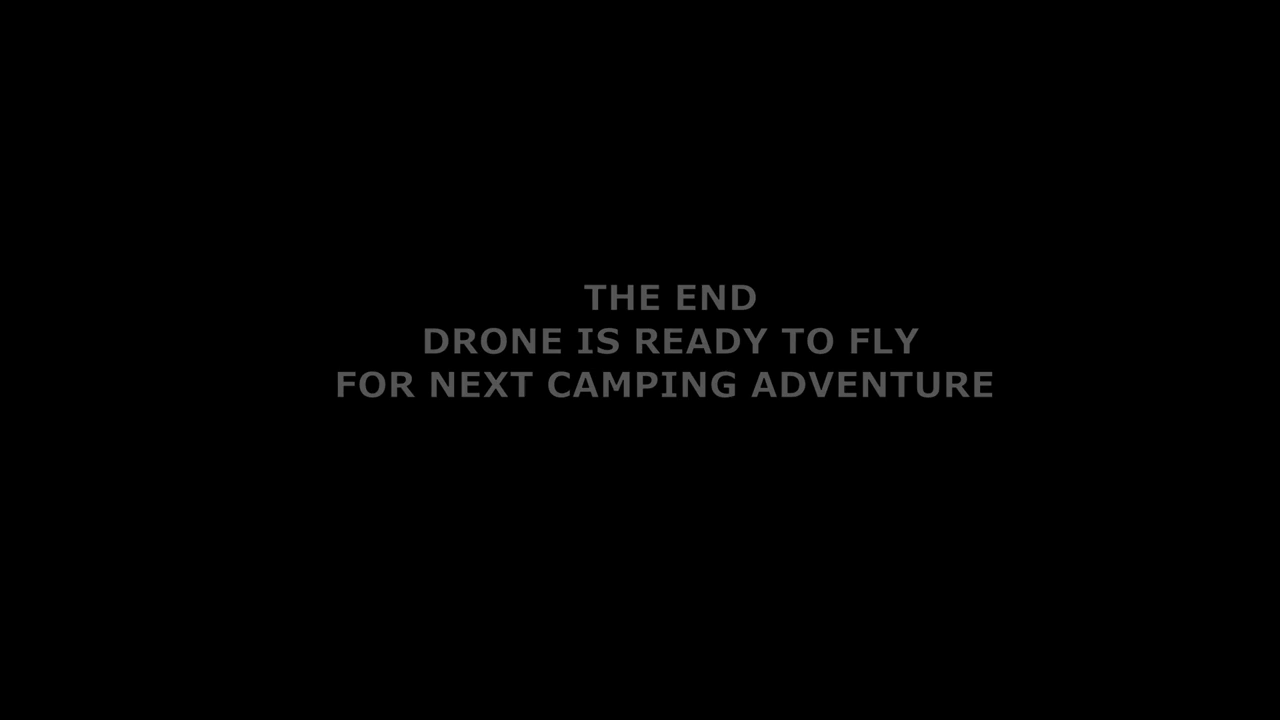 THE END
DRONE IS READY TO FLY
FOR NEXT CAMPING ADVENTURE